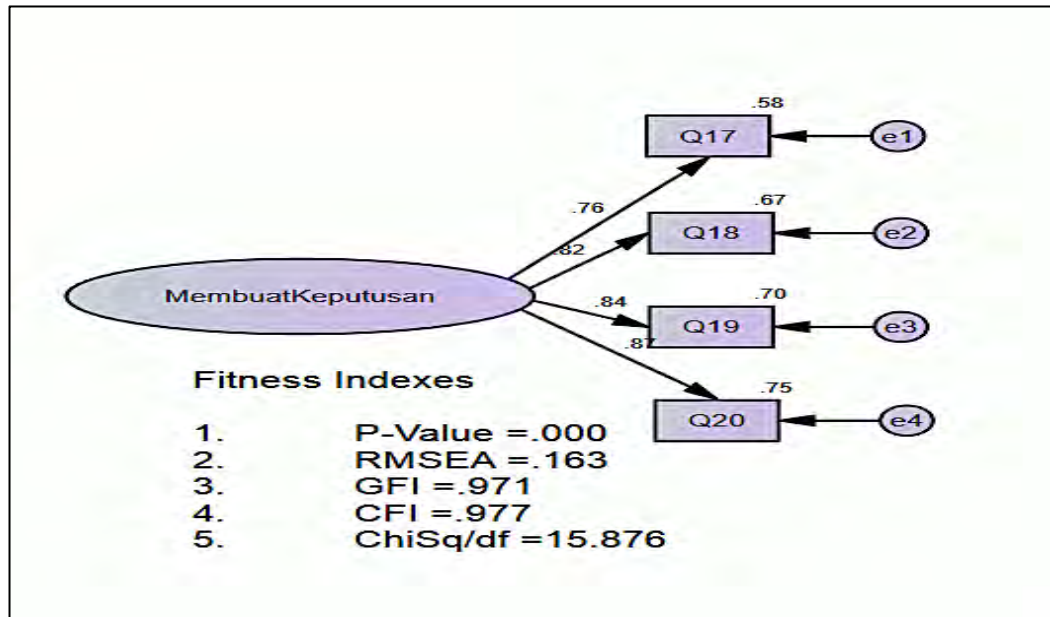 .58
Q17
e1
.76
.67
Q18
e2
.82
MembuatKeputusan
.70
.84
Q19
e3
.87
.75
Q20
e4
Fitness Indexes
1. P-Value =.000
2. RMSEA =.163
3. GFI =.971
4. CFI =.977
5. ChiSq/df =15.876